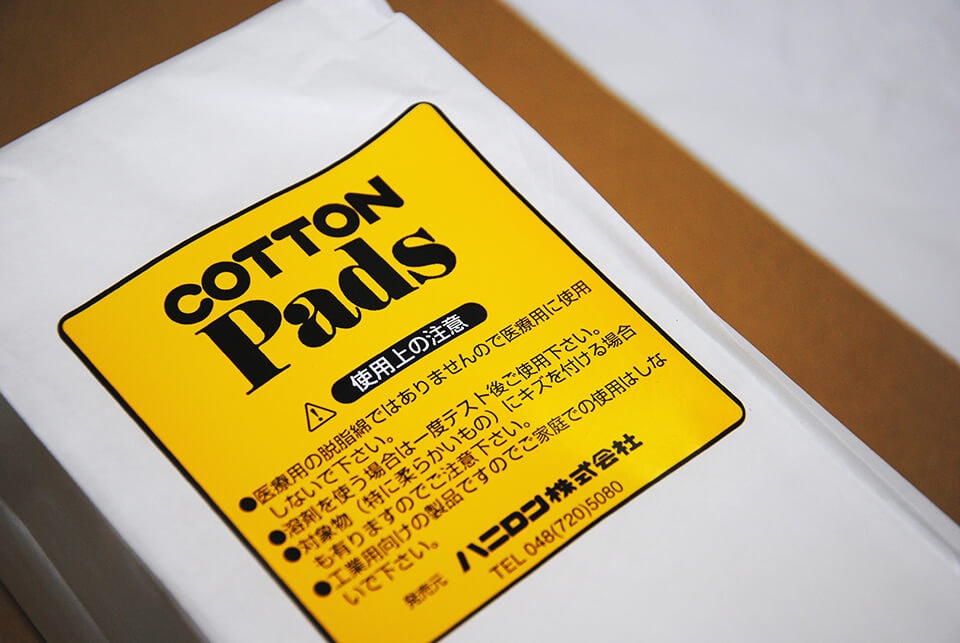 COTTON
Pads
使用上の注意
●医療用の脱脂綿ではありませんので医療用に使用
しないで下さい。
●溶剤を使う場合は一度テスト後ご使用下さい。
●対象物（特に柔らかいもの）にキズを付ける場合
も有りますのでご注意下さい。
●工業用向けの製品ですのでご家庭での使用はしな
いで下さい。
発売元 ハニロン株式会社
TEL 048(720)5080